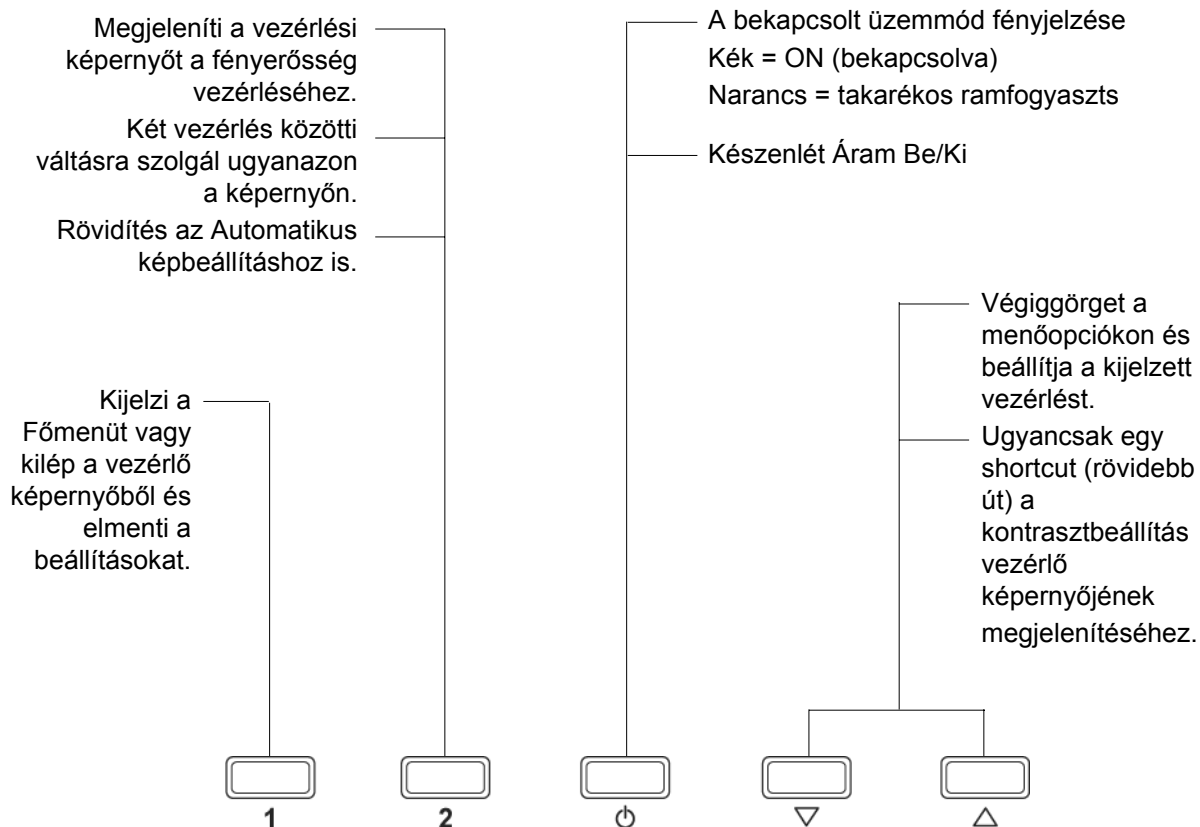 Megjeleníti a vezérlési
képernyőt a fényerősség
vezérléséhez.
Két vezérlés közötti
váltásra szolgál ugyanazon
a képernyőn.
Rövidítés az Automatikus
képbeállításhoz is.
A bekapcsolt üzemmód fényjelzése
Kék = ON (bekapcsolva)
Narancs = takarékos ramfogyaszts
Készenlét Áram Be/Ki
Kijelzi a
Főmenüt vagy
kilép a vezérlő
képernyőből és
elmenti a
beállításokat.
Végiggörget a
menőopciókon és
beállítja a kijelzett
vezérlést.
Ugyancsak egy
shortcut (rövidebb
út) a
kontrasztbeállítás
vezérlő
képernyőjének
megjelenítéséhez.
1 2